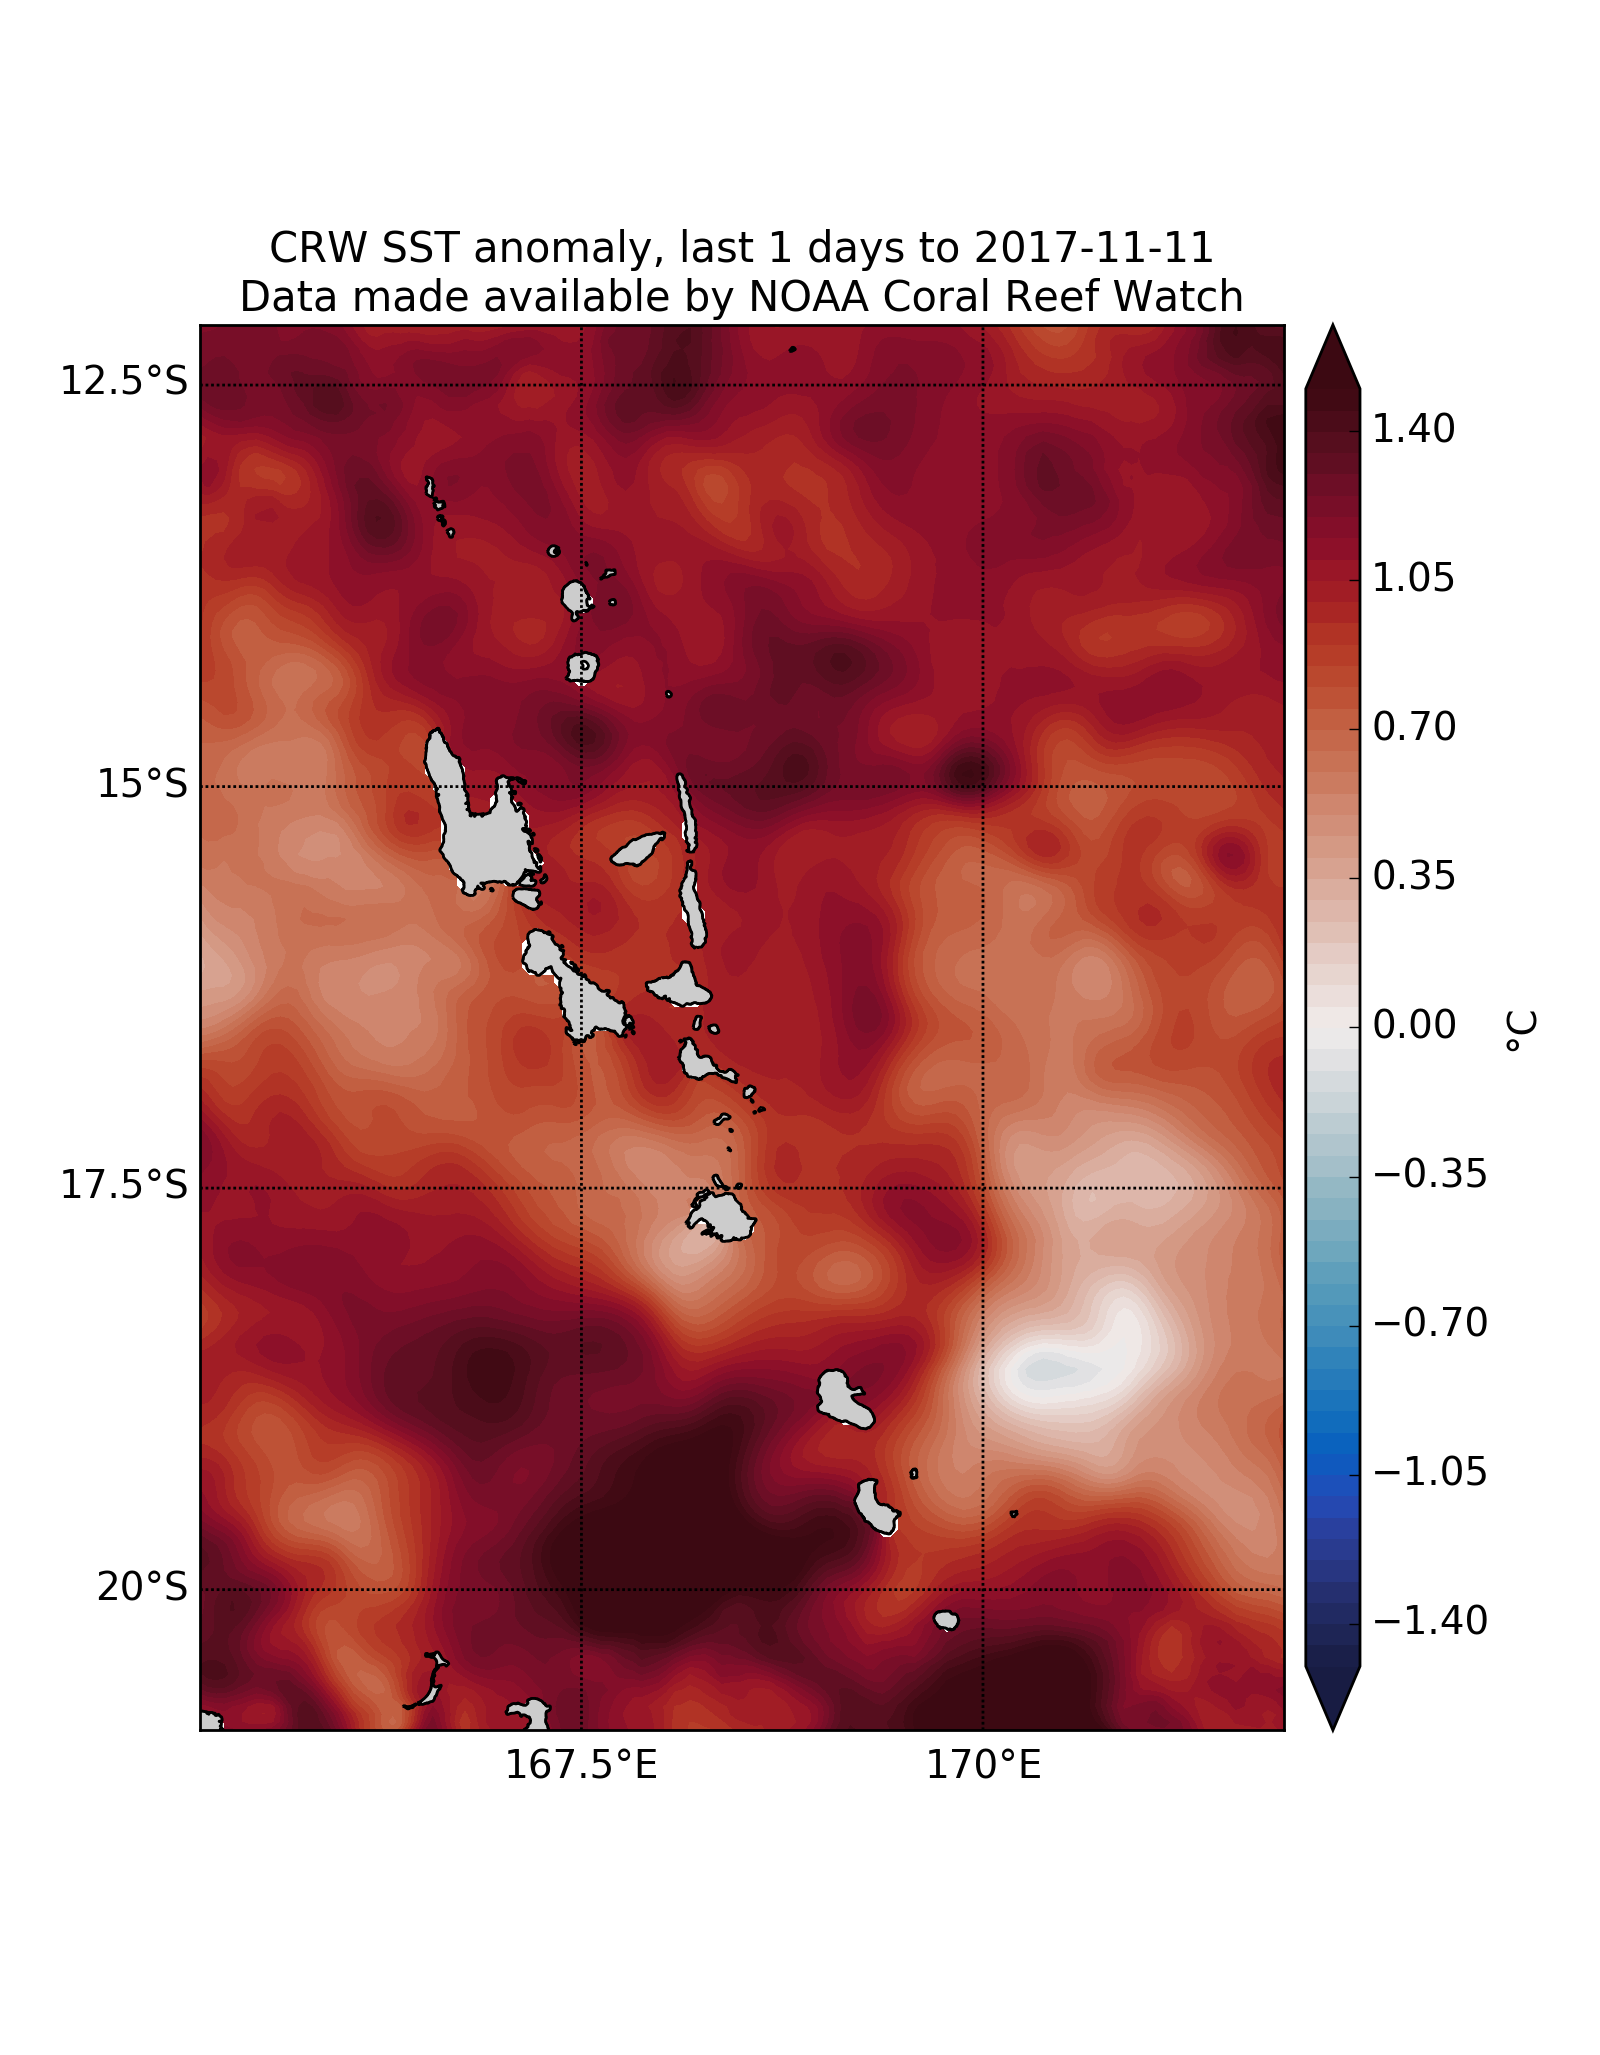 CRW SST anomaly, last 1 days to 2017-11-11
Data made available by NOAA Coral Reef Watch
12.5°S
15°S
17.5°S
20°S
167.5°E
170°E
1.40
1.05
0.70
0.35
0.00
−0.35
−0.70
−1.05
−1.40
°C